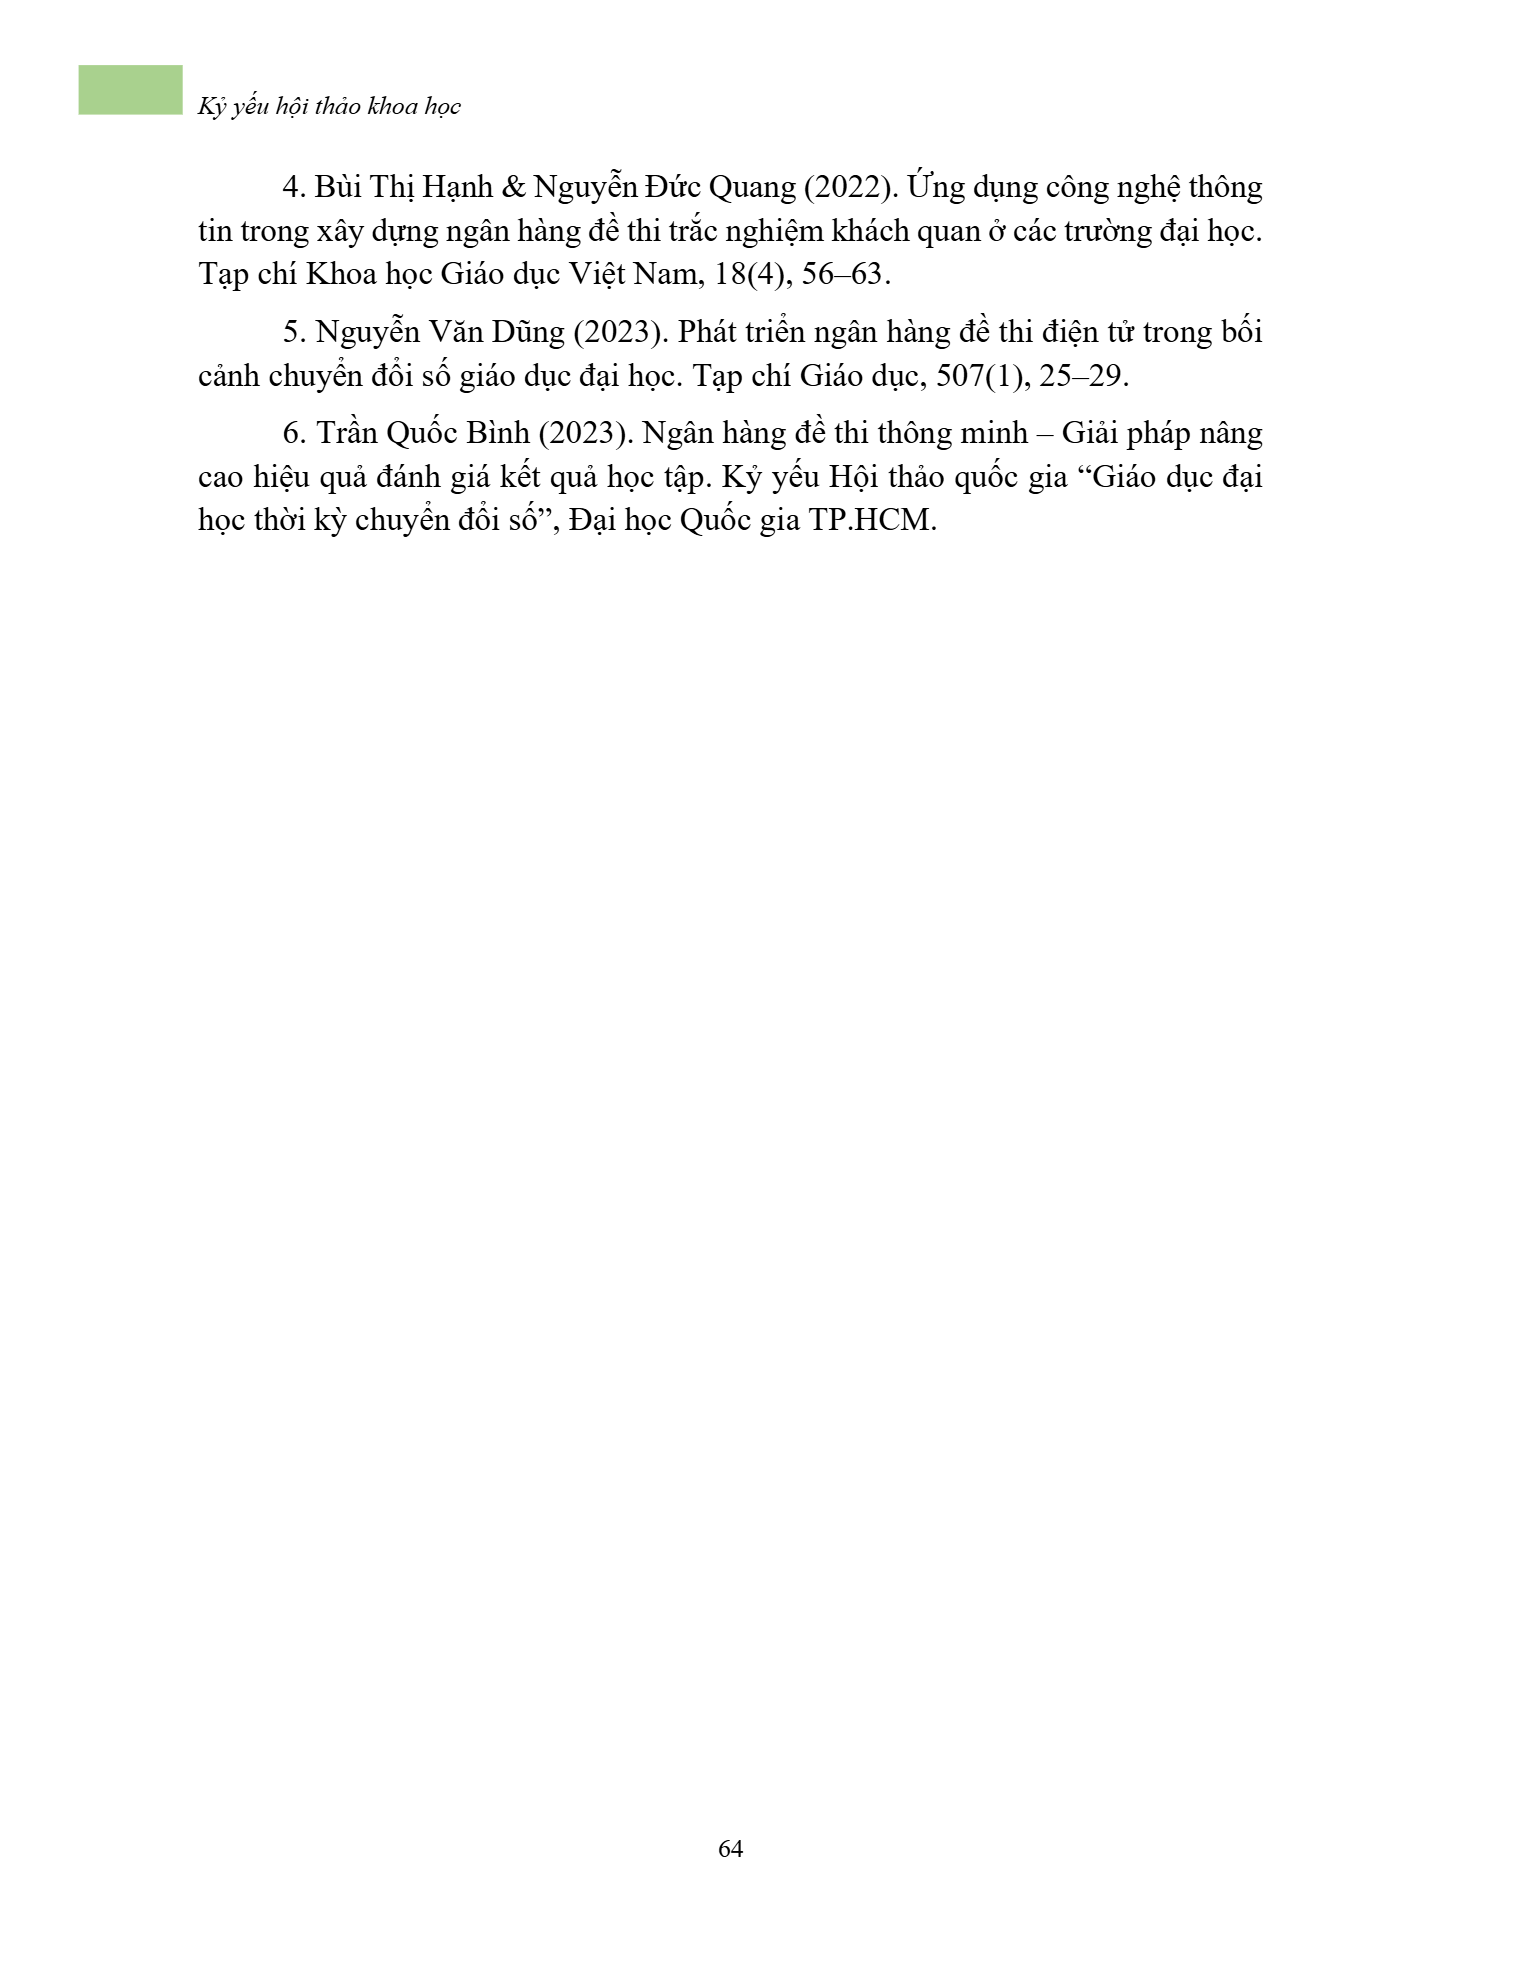 Kỷ yếu hội thảo khoa học
4. Bùi Thị Hạnh & Nguyễn Đức Quang (2022). Ứng dụng công nghệ thông
tin trong xây dựng ngân hàng đề thi trắc nghiệm khách quan ở các trường đại học.
Tạp chí Khoa học Giáo dục Việt Nam, 18(4), 56–63.
5. Nguyễn Văn Dũng (2023). Phát triển ngân hàng đề thi điện tử trong bối
cảnh chuyển đổi số giáo dục đại học. Tạp chí Giáo dục, 507(1), 25–29.
6. Trần Quốc Bình (2023). Ngân hàng đề thi thông minh – Giải pháp nâng
cao hiệu quả đánh giá kết quả học tập. Kỷ yếu Hội thảo quốc gia “Giáo dục đại
học thời kỳ chuyển đổi số”, Đại học Quốc gia TP.HCM.
64